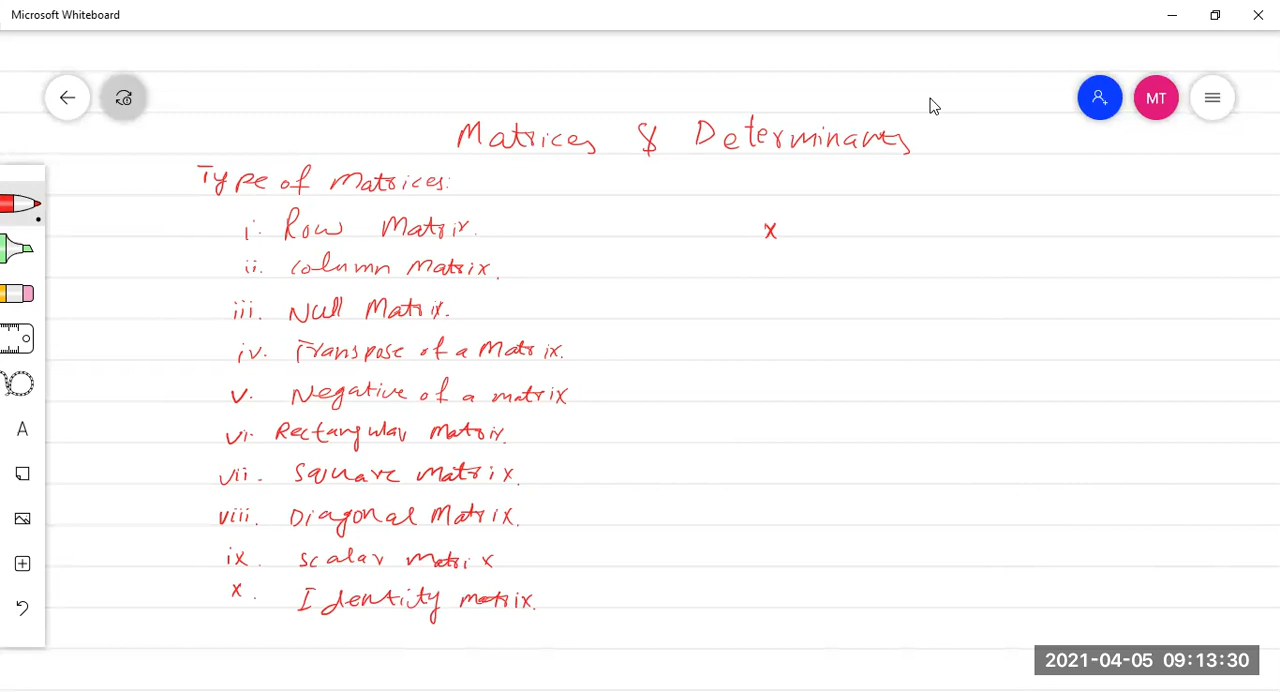 Microsoft Whiteboard
MT
Matrices & Determinants
Type of Matrices:
i. Row Matrix.
x
ii. Column Matrix.
iii. Null Matrix.
iv. Transpose of a Matrix.
v. Negative of a matrix
vi. Rectangular Matrix.
vii. Square Matrix.
viii. Diagonal Matrix.
ix. Scalar Matrix
x. Identity matrix.
A
2021-04-05 09:13:30